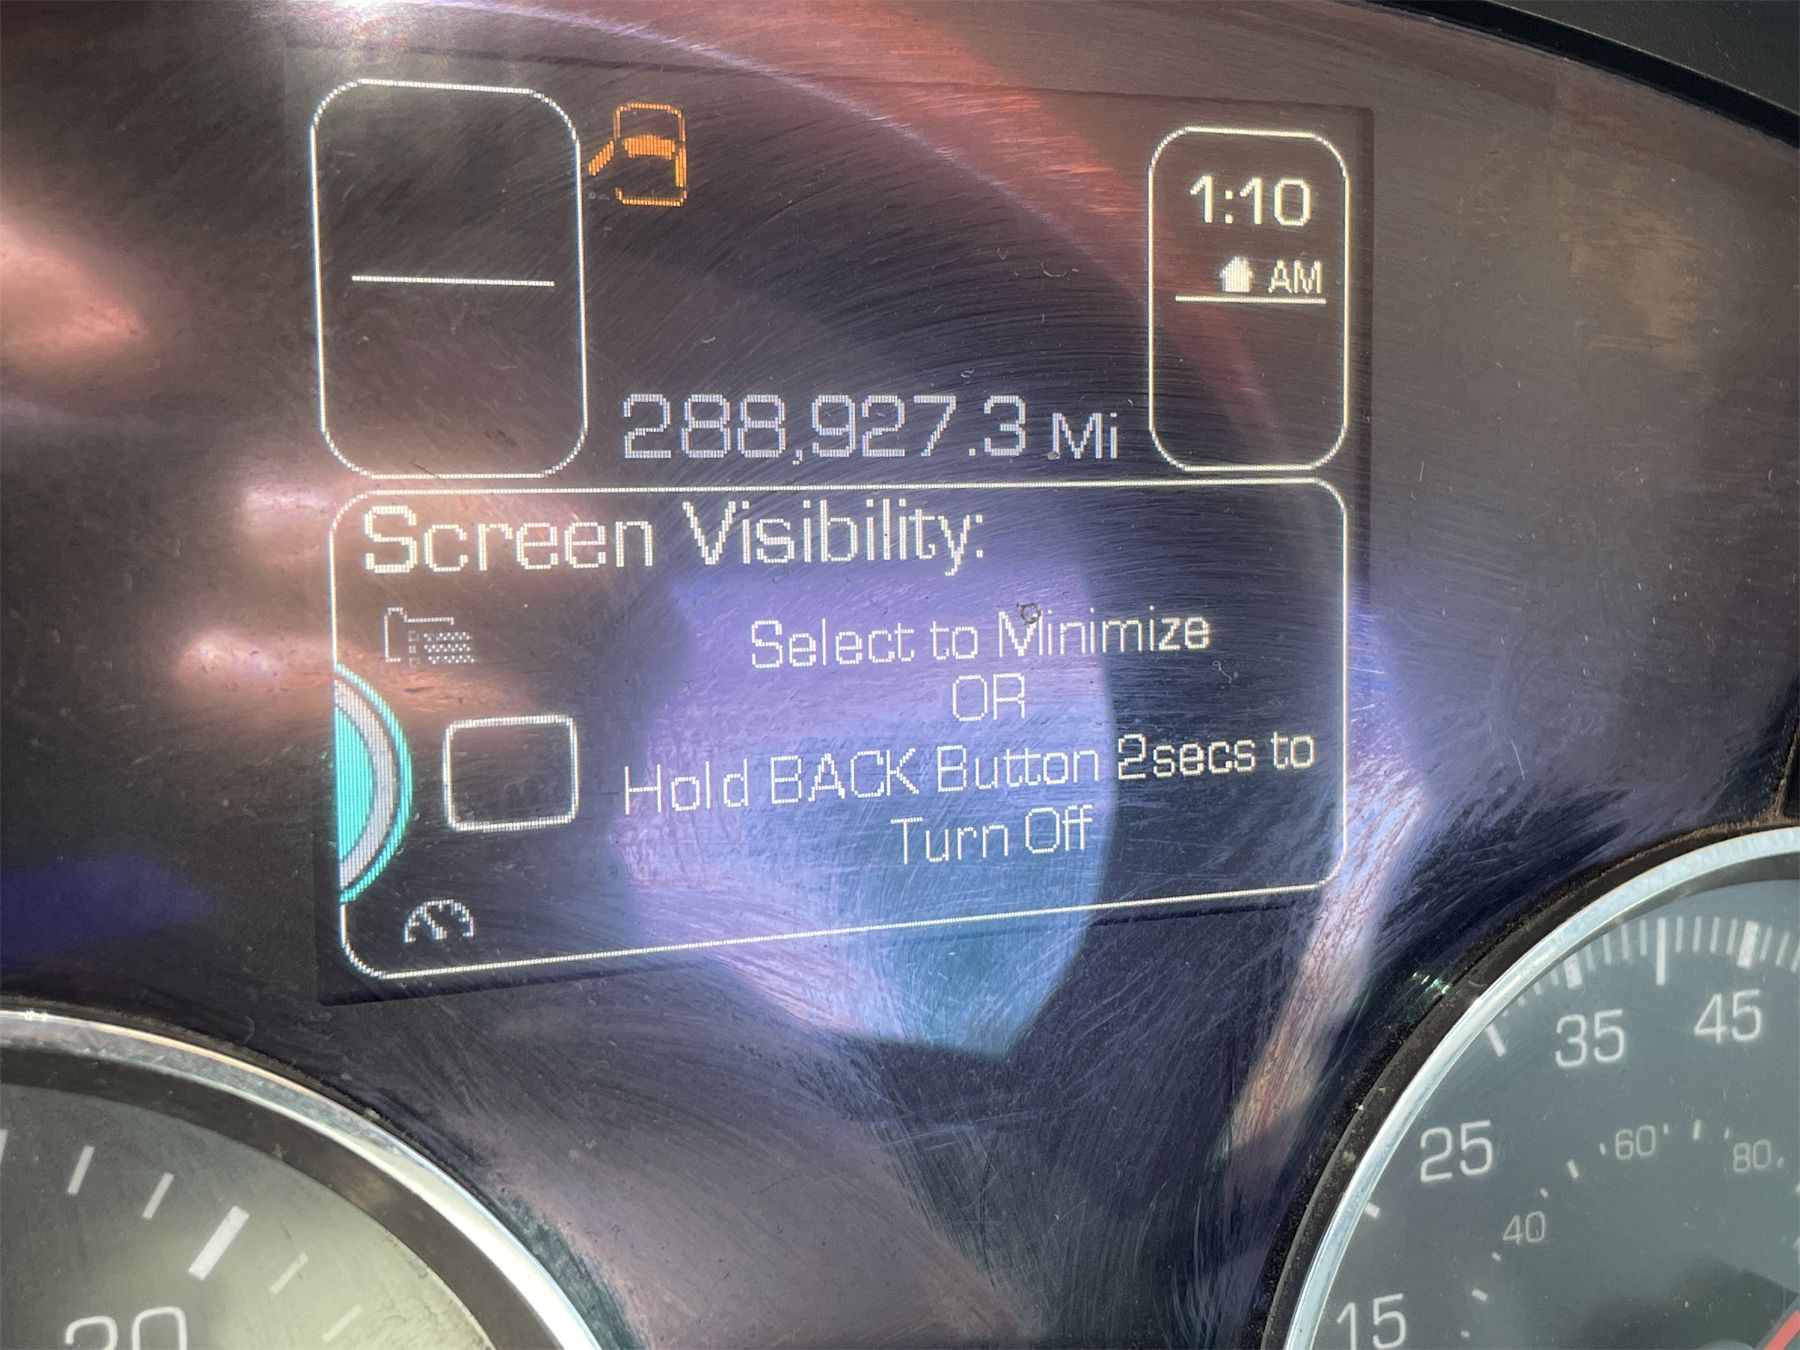 1:10
AM
288,927.3 Mi
Screen Visibility:
Select to Minimize
OR
Hold BACK Button 2secs to
Turn Off
45
35
25
15
80
60
40
20